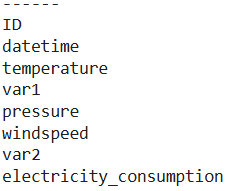 ------
ID
datetime
temperature
var1
pressure
windspeed
var2
electricity_consumption